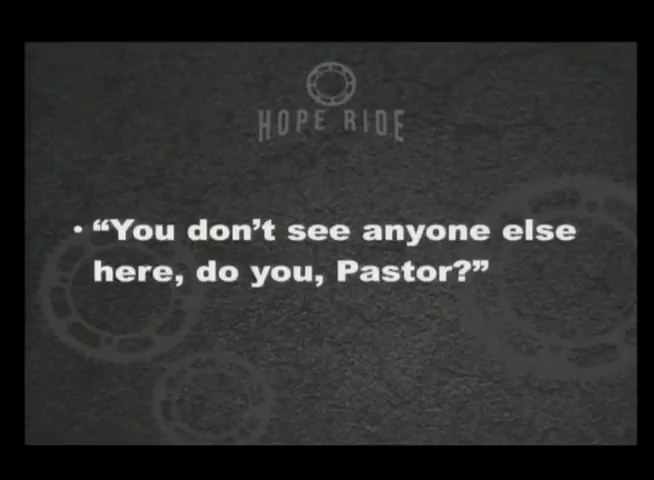 HOPE RIDE
• “You don’t see anyone else
here, do you, Pastor?”